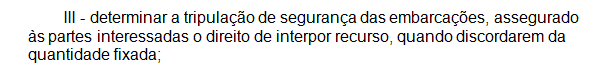 III - determinar a tripulação de segurança das embarcações, assegurado
às partes interessadas o direito de interpor recurso, quando discordarem da
quantidade fixada;